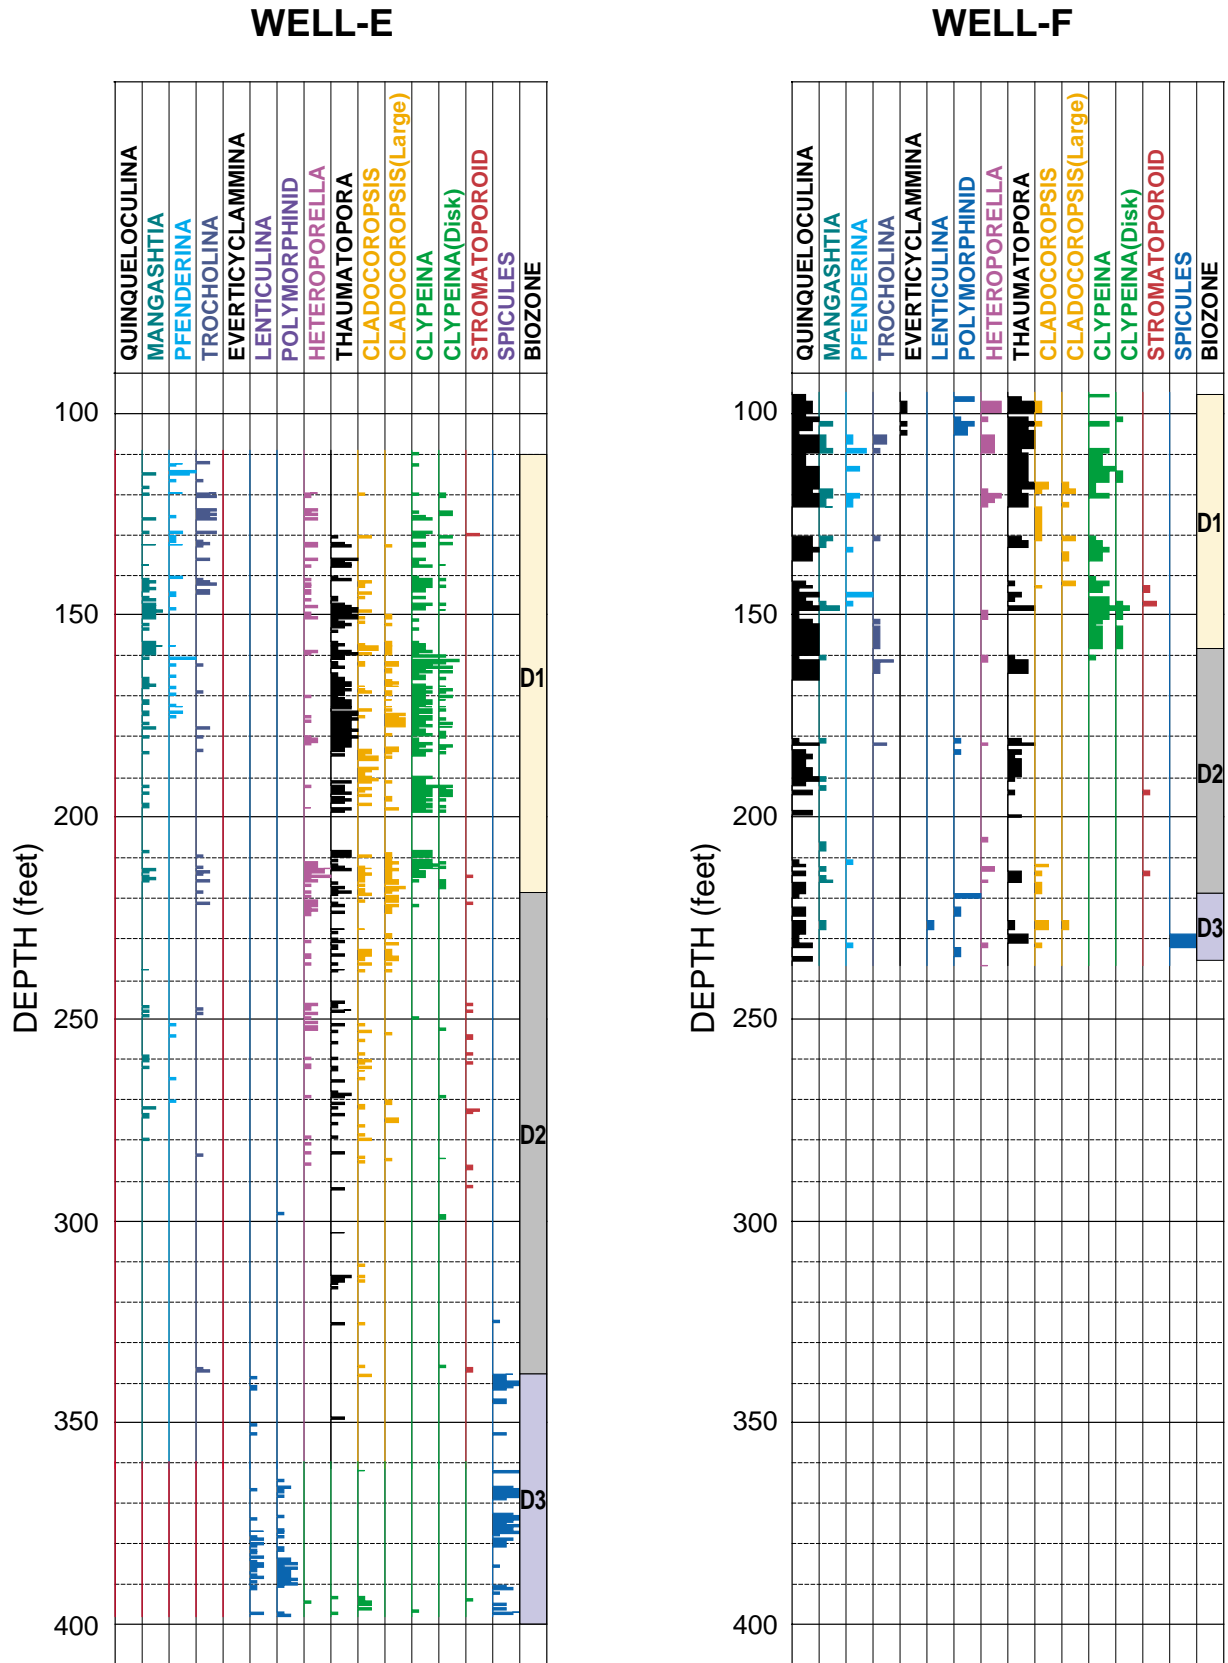 WELL-E
QUINQUELOCULINA
MANGASHTIA
PFENDERINA
TROCHOLINA
EVERTICYCLAMMINA
LENTICULINA
POLYMORPHINID
HETEROPORELLA
THAUMATOPORA
CLADOCOROPSIS
CLADOCOROPSIS(Large)
CLYPEINA
CLYPEINA(Disk)
STROMATOPOROID
SPICULES
BIOZONE
DEPTH (feet)
100
150
200
250
300
350
400
D1
D2
D3
WELL-F
QUINQUELOCULINA
MANGASHTIA
PFENDERINA
TROCHOLINA
EVERTICYCLAMMINA
LENTICULINA
POLYMORPHINID
HETEROPORELLA
THAUMATOPORA
CLADOCOROPSIS
CLADOCOROPSIS(Large)
CLYPEINA
CLYPEINA(Disk)
STROMATOPOROID
SPICULES
BIOZONE
DEPTH (feet)
100
150
200
250
300
350
400
D1
D2
D3